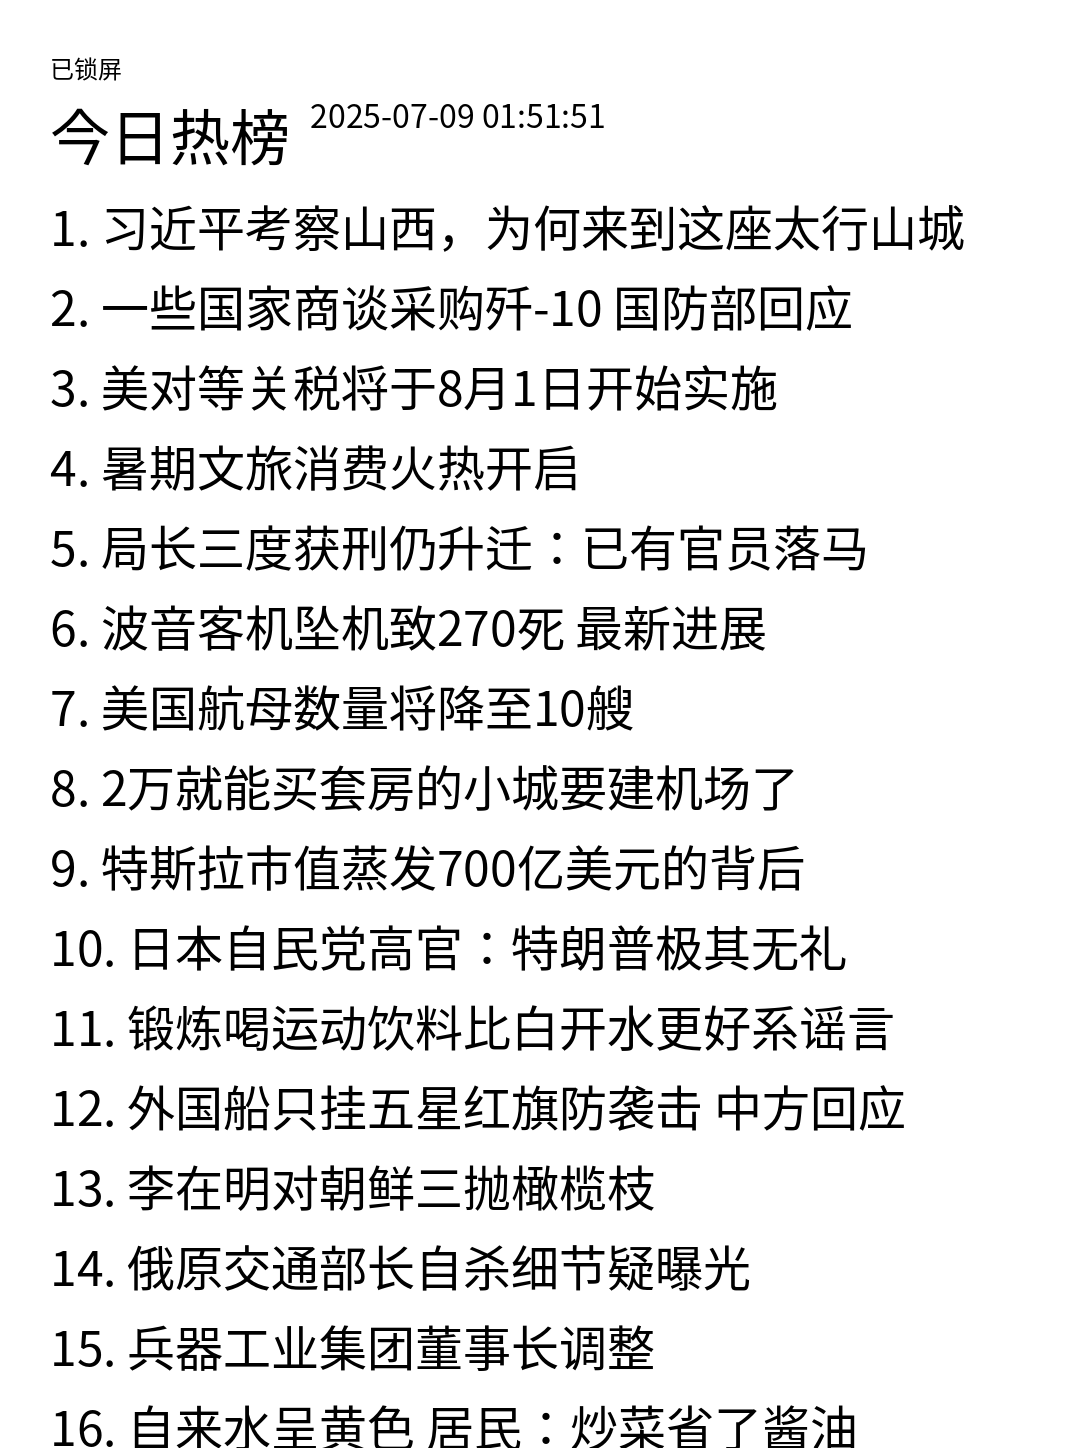 已锁屏
今日热榜 2025-07-09 01:51:51
1. 习近平考察山西，为何来到这座太行山城
2. 一些国家商谈采购歼-10 国防部回应
3. 美对等关税将于8月1日开始实施
4. 暑期文旅消费火热开启
5. 局长三度获刑仍升迁：已有官员落马
6. 波音客机坠机致270死 最新进展
7. 美国航母数量将降至10艘
8. 2万就能买套房的小城要建机场了
9. 特斯拉市值蒸发700亿美元的背后
10. 日本自民党高官：特朗普极其无礼
11. 锻炼喝运动饮料比白开水更好系谣言
12. 外国船只挂五星红旗防袭击 中方回应
13. 李在明对朝鲜三抛橄榄枝
14. 俄原交通部长自杀细节疑曝光
15. 兵器工业集团董事长调整
16. 自来水呈黄色 居民：炒菜省了酱油